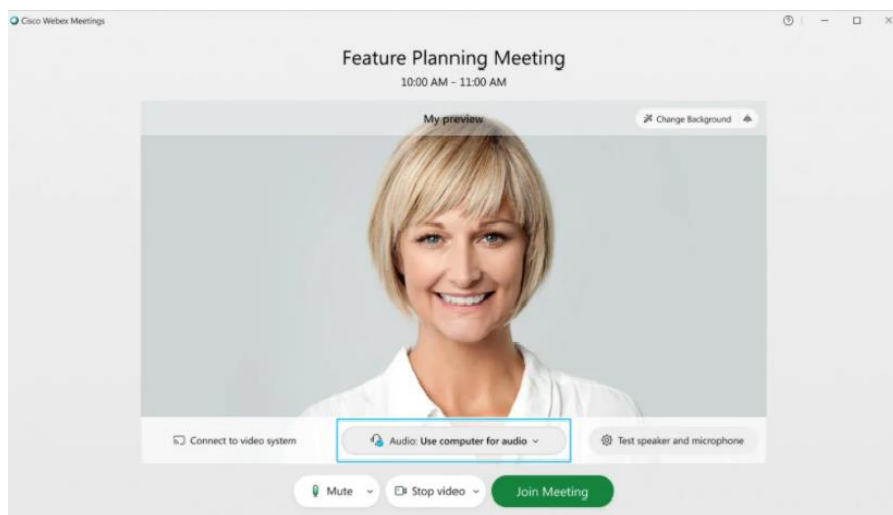 Cisco Webex Meetings
Feature Planning Meeting
10:00 AM – 11:00 AM
My preview
Change Background
Connect to video system
Audio: Use computer for audio
Test speaker and microphone
Mute
Stop video
Join Meeting